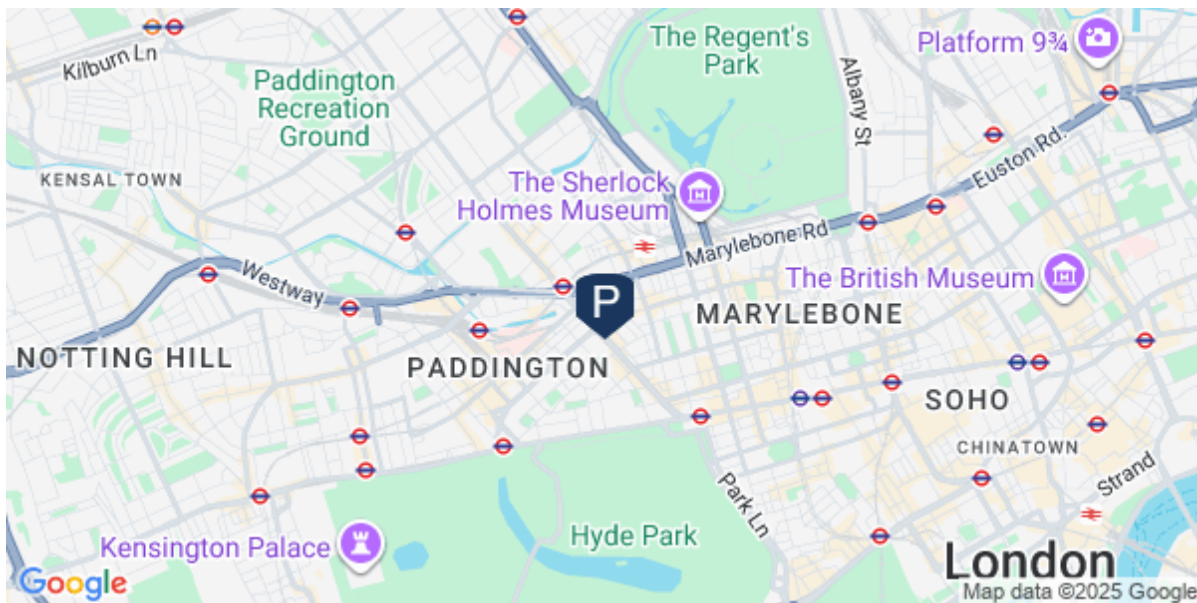 Kilburn Ln
Paddington
Recreation
Ground
The Regent's
Park
Platform 9¾
Albany St
KENSAL TOWN
The Sherlock
Holmes Museum
Euston Rd.
Marylebone Rd
Westway
The British Museum
P
MARYLEBONE
NOTTING HILL
PADDINGTON
SOHO
CHINATOWN
Park Ln
Strand
Kensington Palace
Hyde Park
London
Google
Map data ©2025 Google